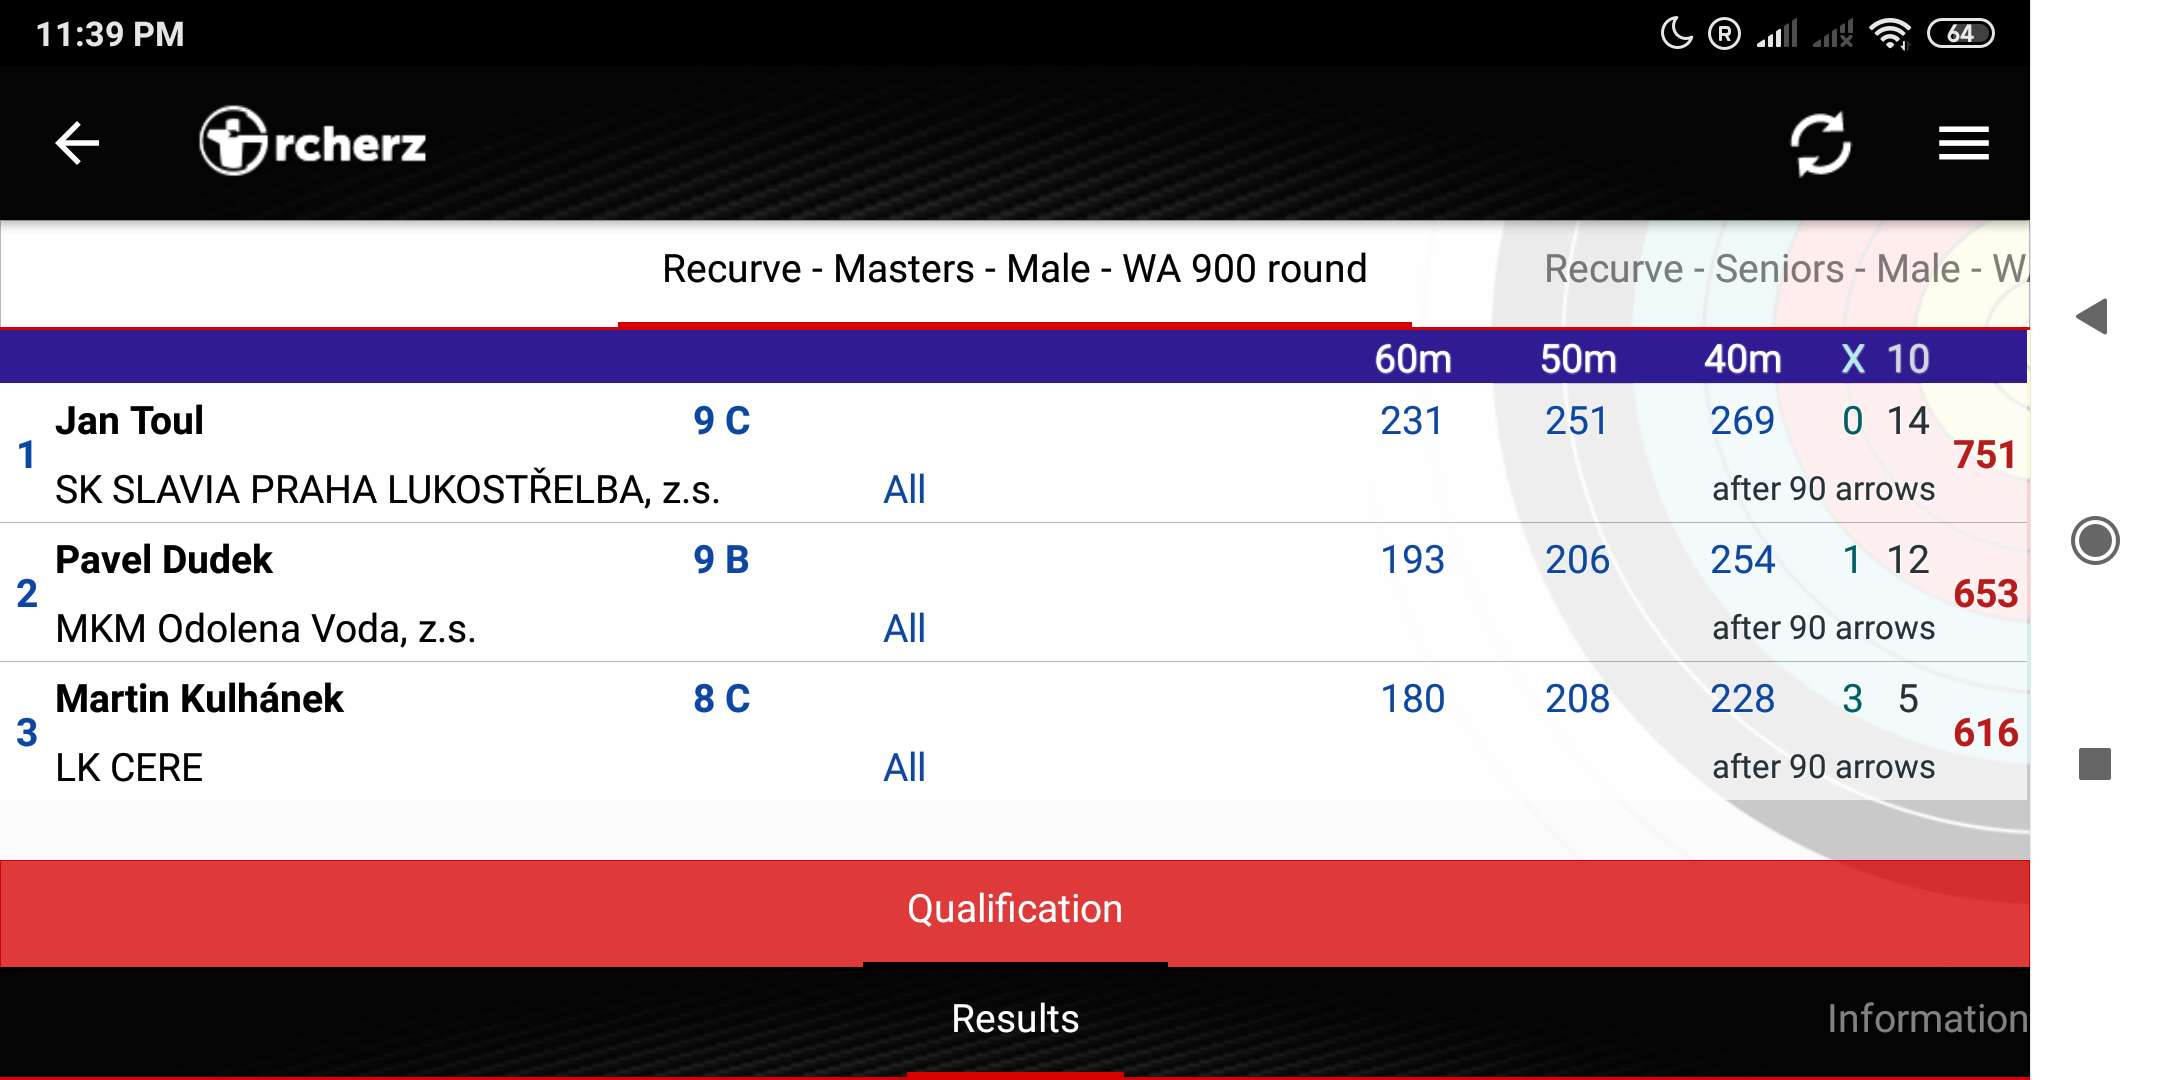 11:39 PM
R
64
rcherz
Recurve - Masters - Male - WA 900 round
Recurve - Seniors - Male - WA
60m 50m 40m X 10
1 Jan Toul 9 C 231 251 269 0 14 751
SK SLAVIA PRAHA LUKOSTŘELBA, z.s. All after 90 arrows
2 Pavel Dudek 9 B 193 206 254 1 12 653
MKM Odolena Voda, z.s. All after 90 arrows
3 Martin Kulhánek 8 C 180 208 228 3 5 616
LK CERE All after 90 arrows
Qualification
Results
Information